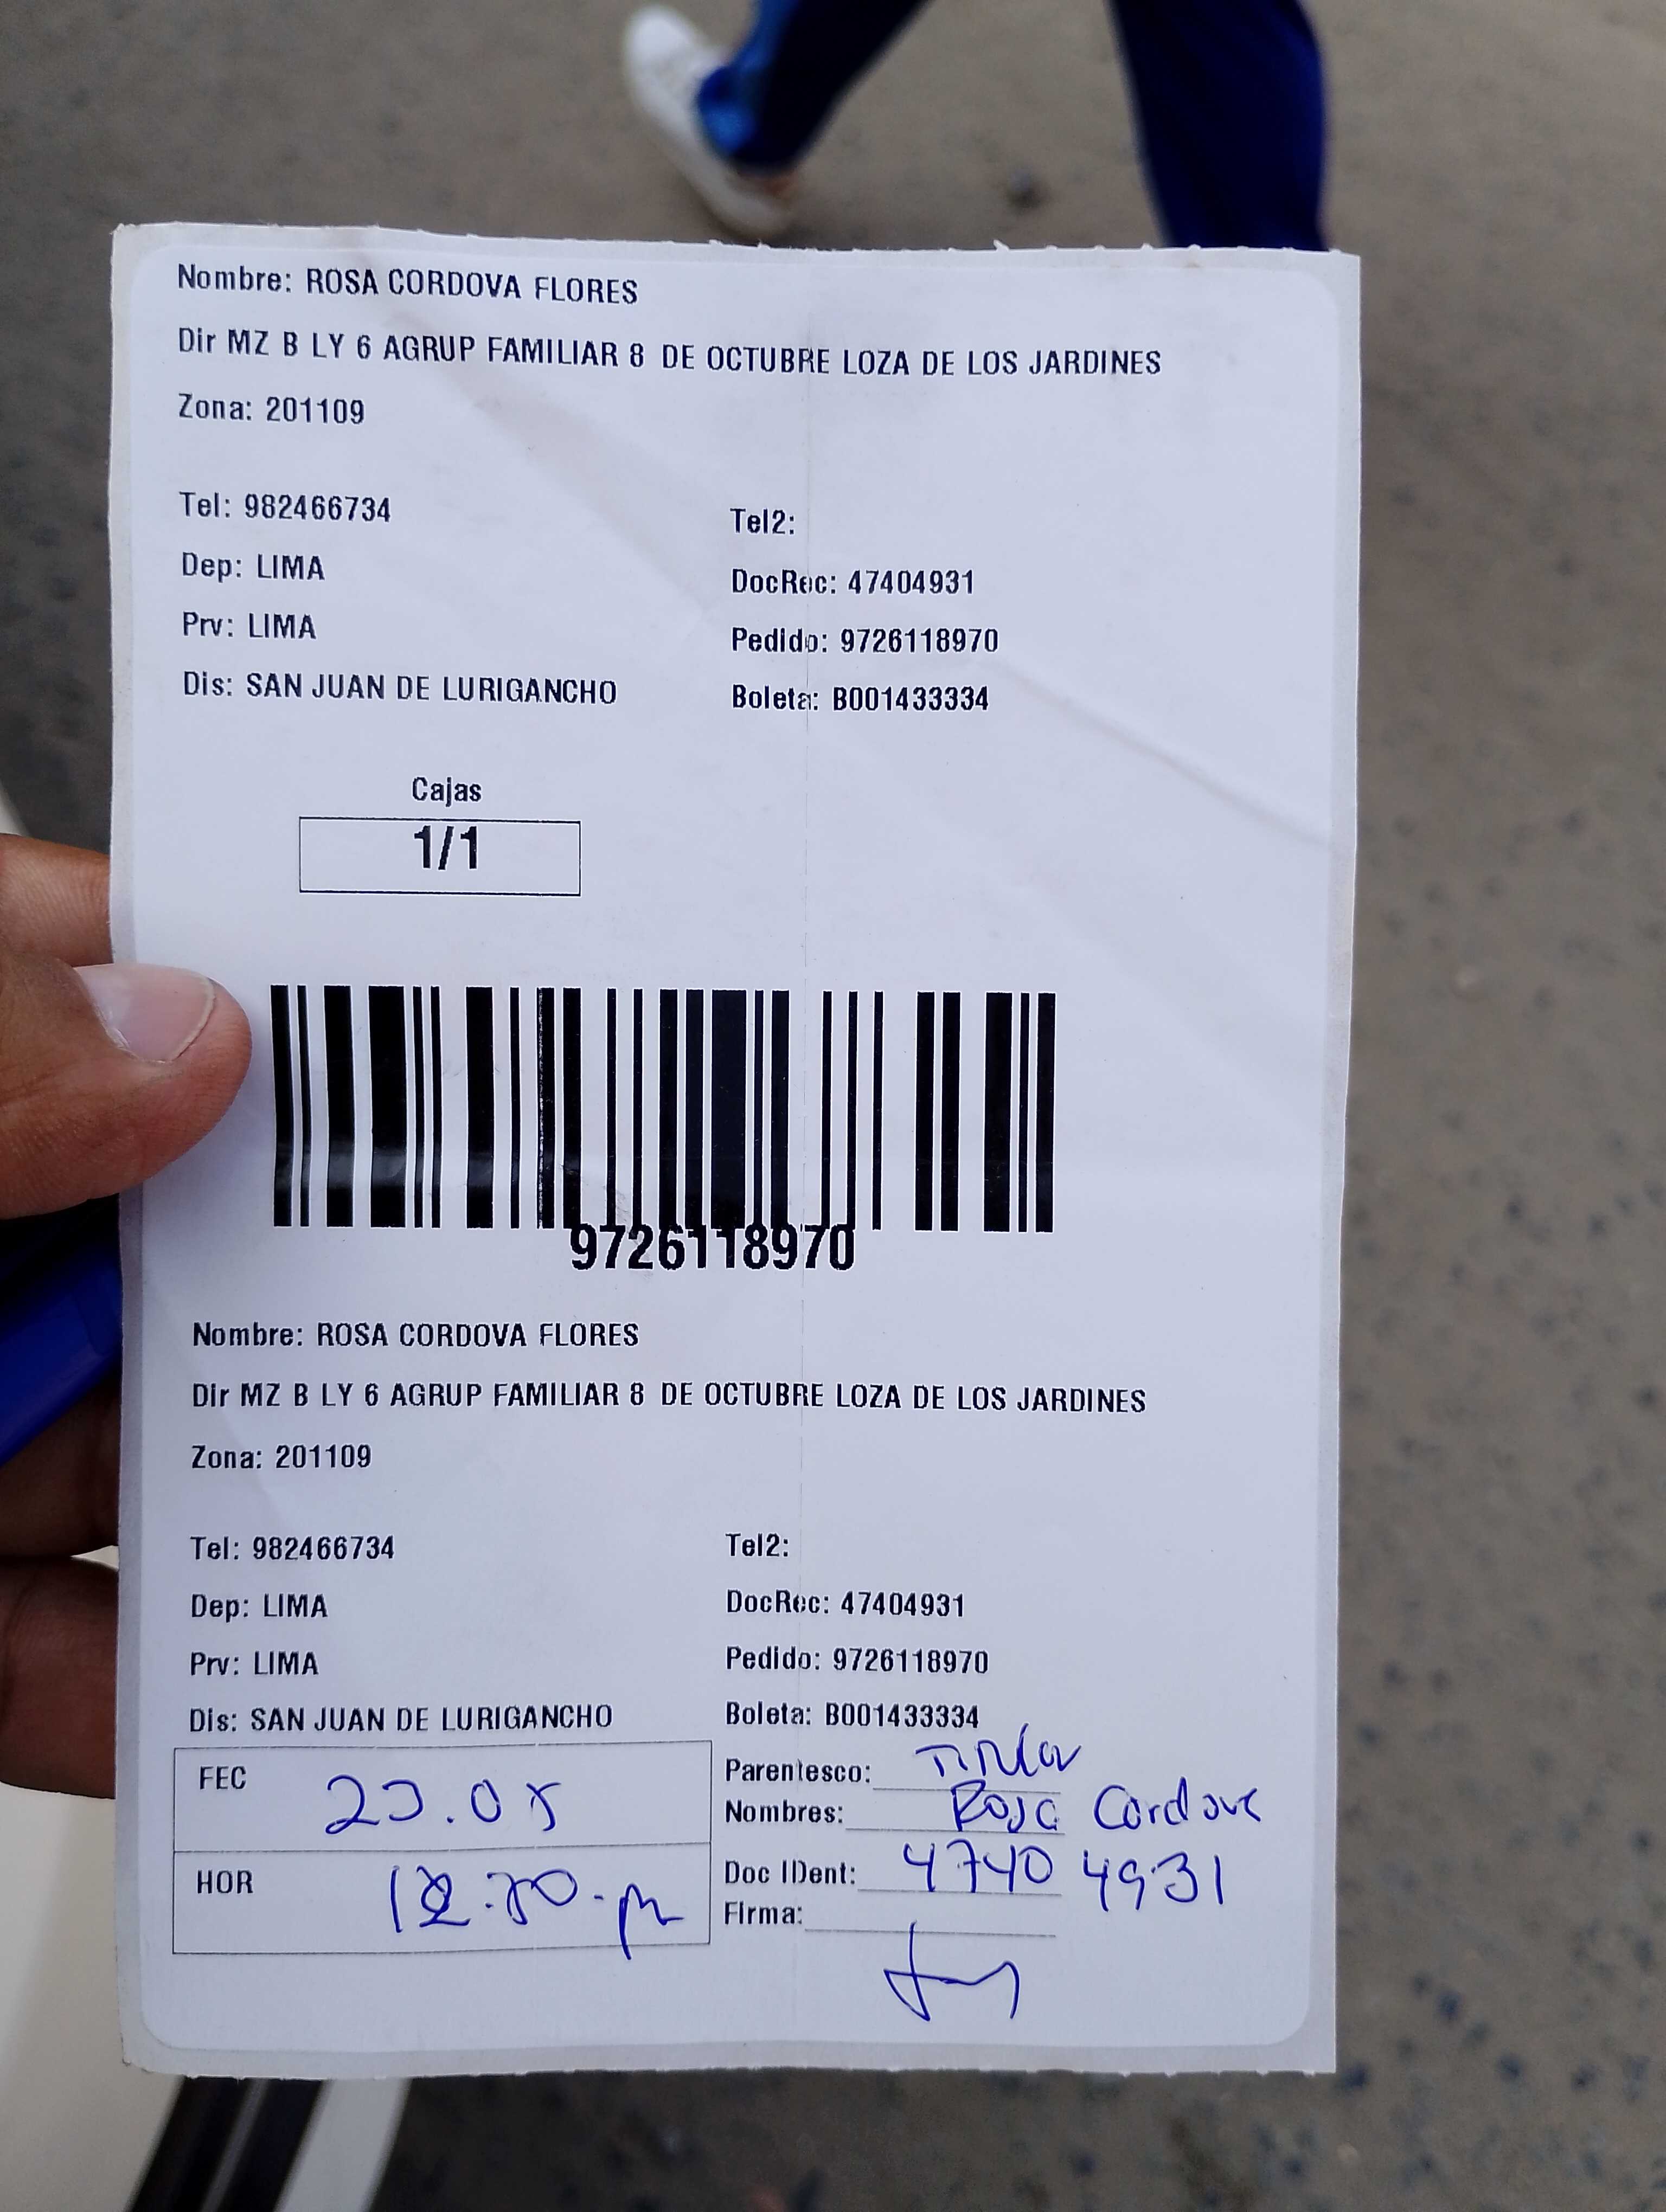 Nombre: ROSA CORDOVA FLORES
Dir MZ B LY 6 AGRUP FAMILIAR 8 DE OCTUBRE LOZA DE LOS JARDINES
Zona: 201109
Tel: 982466734
Tel2:
Dep: LIMA
DocRec: 47404931
Prv: LIMA
Pedido: 9726118970
Dis: SAN JUAN DE LURIGANCHO
Boleta: B001433334
Cajas
1/1
9726118970
Nombre: ROSA CORDOVA FLORES
Dir MZ B LY 6 AGRUP FAMILIAR 8 DE OCTUBRE LOZA DE LOS JARDINES
Zona: 201109
Tel: 982466734
Tel2:
Dep: LIMA
DocRec: 47404931
Prv: LIMA
Pedido: 9726118970
Dis: SAN JUAN DE LURIGANCHO
Boleta: B001433334
FEC
Parentesco: Titular
Nombres: Rosa Cordova
HOR
Doc IDent: 4740 4931
Firma: